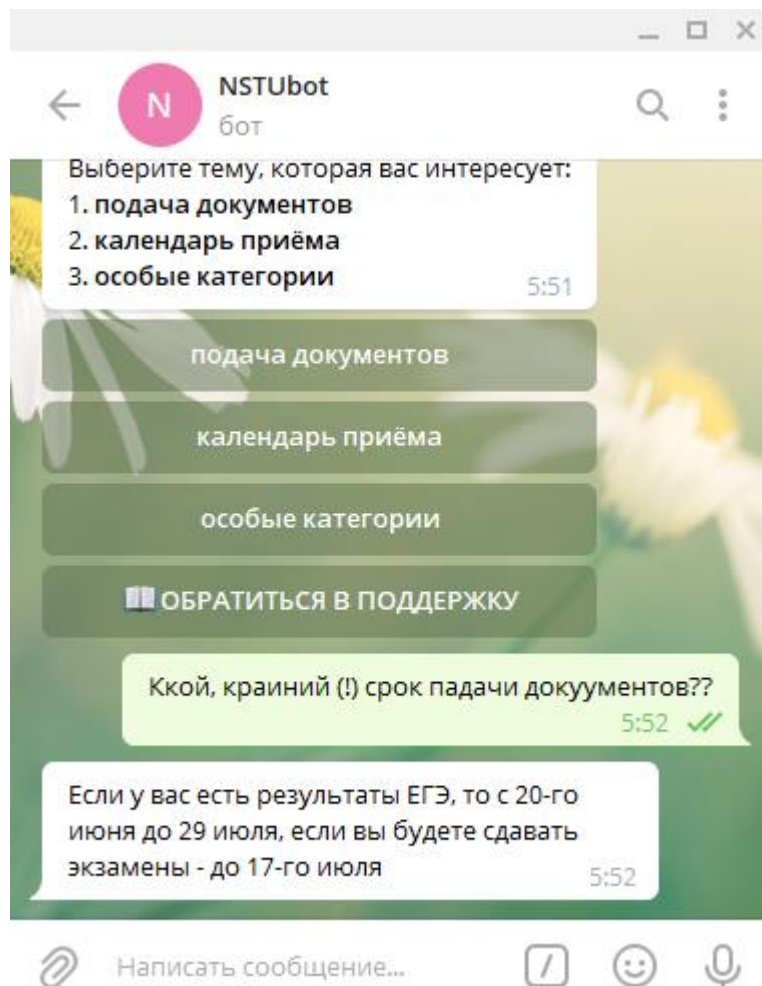 NSTUbot
N
бот
Выберите тему, которая вас интересует:
1. подача документов
2. календарь приёма
3. особые категории
5:51
подача документов
календарь приёма
особые категории
ОБРАТИТЬСЯ В ПОДДЕРЖКУ
Ккой, краиний (!) срок падачи докуументов??
5:52
Если у вас есть результаты ЕГЭ, то с 20-го
июня до 29 июля, если вы будете сдавать
экзамены - до 17-го июля
5:52
Написать сообщение...